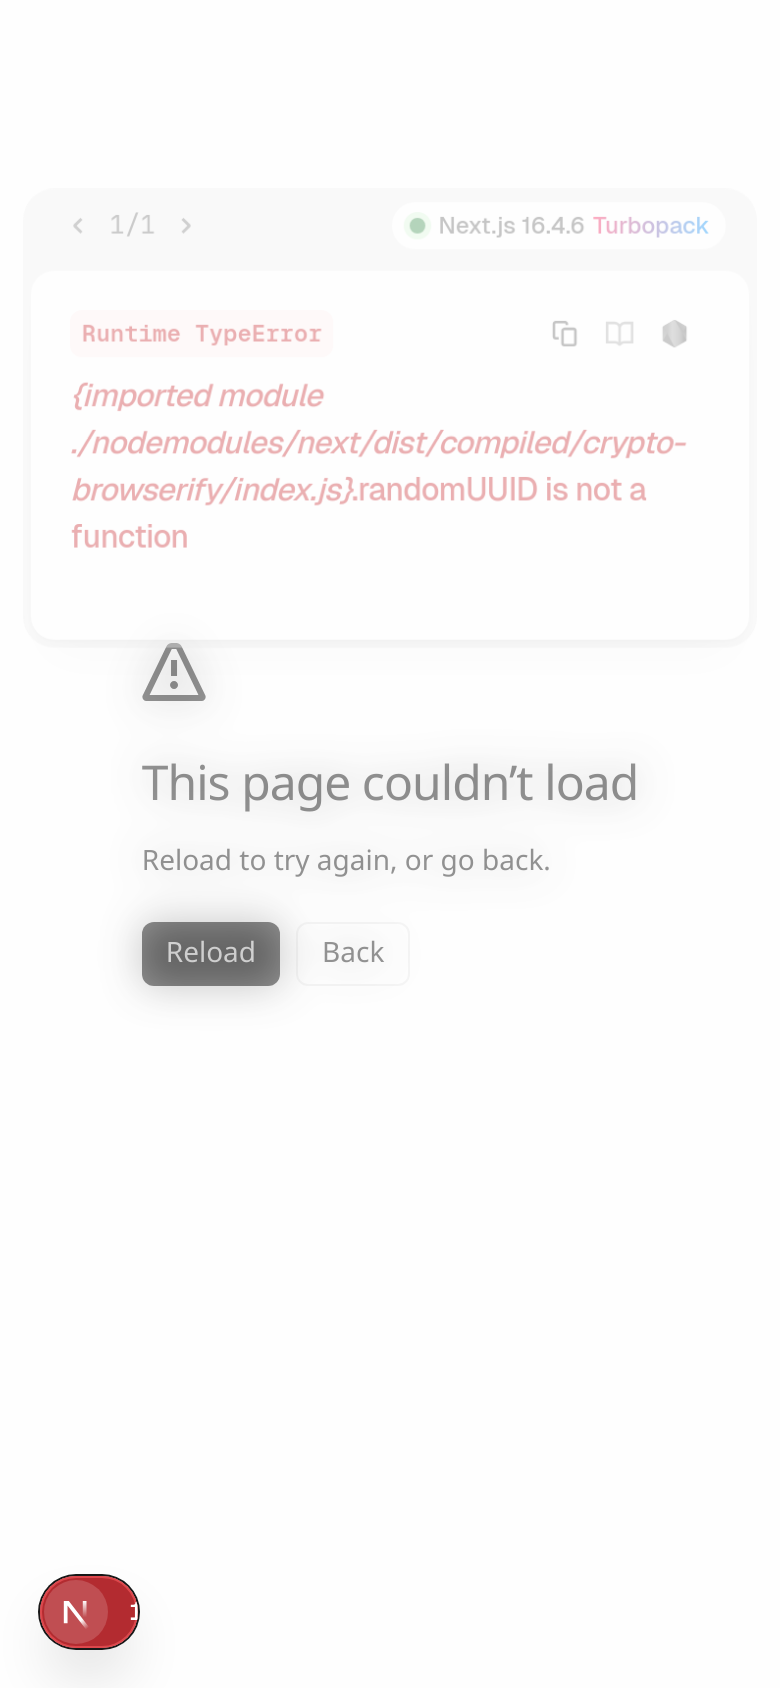 1/1
Next.js 16.4.6 Turbopack
Runtime TypeError
{imported module
./nodemodules/next/dist/compiled/crypto-
browserify/index.js}.randomUUID is not a
function
This page couldn’t load
Reload to try again, or go back.
Reload Back
N